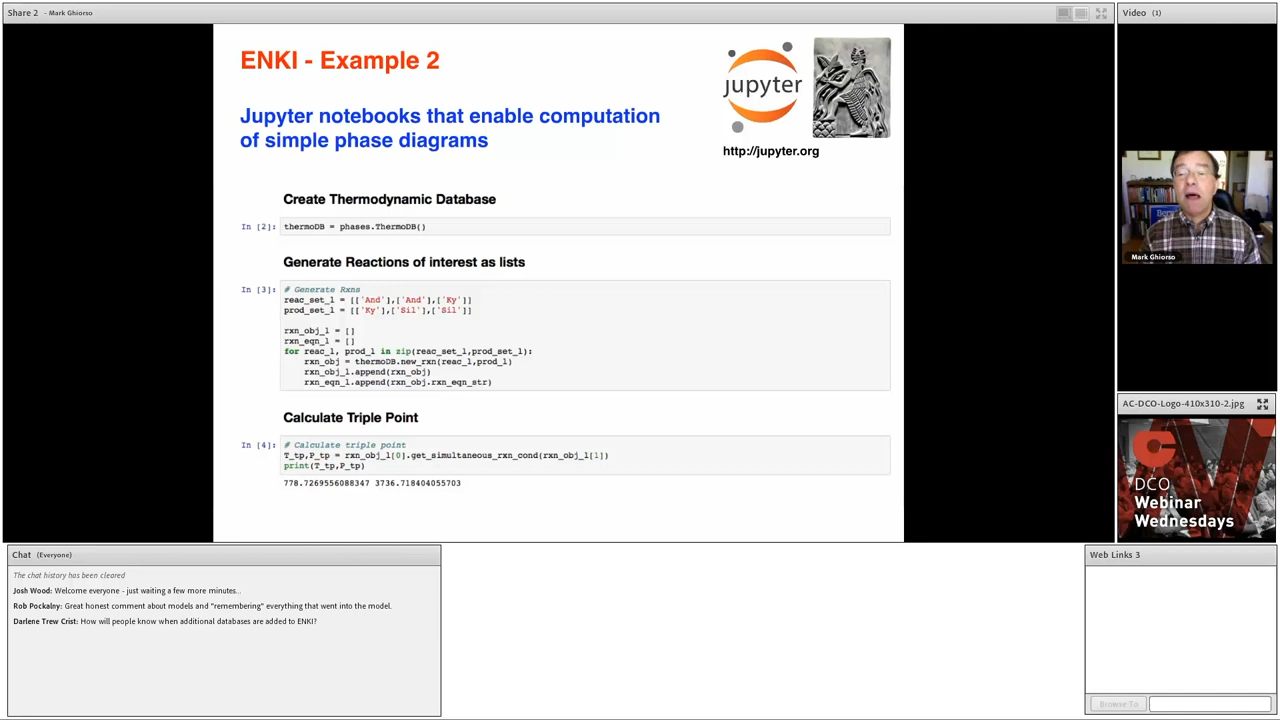 Share 2 - Mark Ghiorso
Video (1)
ENKI - Example 2
jupyter
Jupyter notebooks that enable computation
of simple phase diagrams
http://jupyter.org
Create Thermodynamic Database
In [2]: thermoDB = phases.ThermoDB()
Generate Reactions of interest as lists
In [3]: # Generate Rxns
reac_set_l = [['And'],['And'],['Ky']]
prod_set_l = [['Ky'],['Sil'],['Sil']]
rxn_obj_l = []
rxn_eqn_l = []
for reac_l, prod_l in zip(reac_set_l,prod_set_l):
rxn_obj = thermoDB.new_rxn(reac_l,prod_l)
rxn_obj_l.append(rxn_obj)
rxn_eqn_l.append(rxn_obj.rxn_eqn_str)
Calculate Triple Point
In [4]: # Calculate triple point
T_tp,P_tp = rxn_obj_l[0].get_simultaneous_rxn_cond(rxn_obj_l[1])
print(T_tp,P_tp)
778.7269556088347 3736.718404055703
Mark Ghiorso
AC-DCO-Logo-410x310-2.jpg
DCO
Webinar
Wednesdays
Chat (Everyone)
The chat history has been cleared
Josh Wood: Welcome everyone - just waiting a few more minutes...
Rob Pockalny: Great honest comment about models and "remembering" everything that went into the model.
Darlene Trew Crist: How will people know when additional databases are added to ENKI?
Web Links 3
Browse To